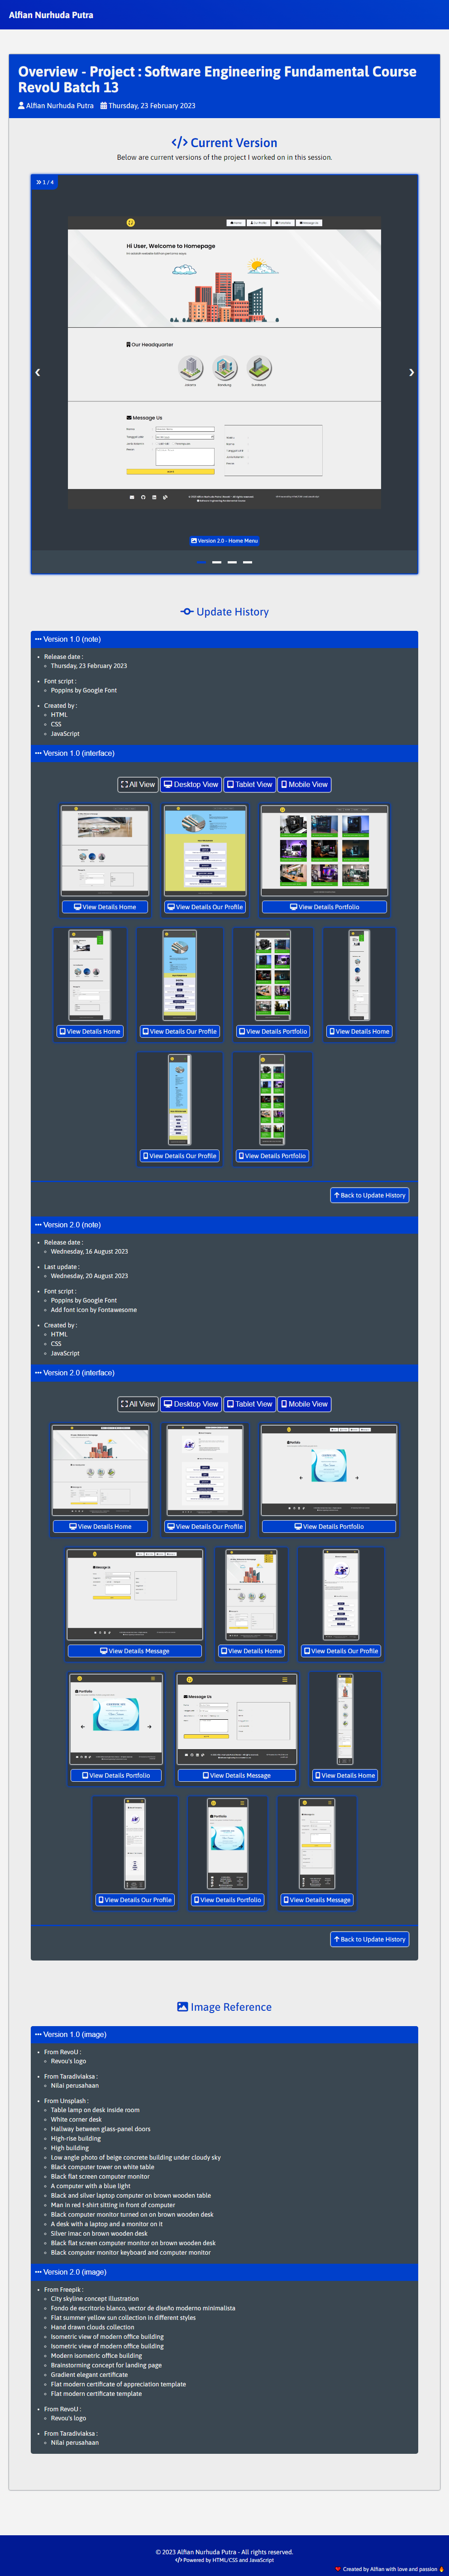 Alfian Nurhuda Putra
Overview - Project : Software Engineering Fundamental Course
RevoU Batch 13
Alfian Nurhuda Putra Thursday, 23 February 2023
</> Current Version
Below are current versions of the project I worked on in this session.
1 / 4
Hi User, Welcome to Homepage
Our Headquarter
Message Us
Version 2.0 - Home Menu
Update History
Version 1.0 (note)
Release date :
Thursday, 23 February 2023
Font script :
Poppins by Google Font
Created by :
HTML
CSS
JavaScript
Version 1.0 (interface)
All View Desktop View Tablet View Mobile View
View Details Home View Details Our Profile View Details Portfolio
View Details Home View Details Our Profile View Details Portfolio View Details Home
View Details Our Profile View Details Portfolio
Back to Update History
Version 2.0 (note)
Release date :
Wednesday, 16 August 2023
Last update :
Wednesday, 20 August 2023
Font script :
Poppins by Google Font
Add font icon by Fontawesome
Created by :
HTML
CSS
JavaScript
Version 2.0 (interface)
All View Desktop View Tablet View Mobile View
View Details Home View Details Our Profile View Details Portfolio
View Details Message View Details Home View Details Our Profile
View Details Portfolio View Details Message View Details Home
View Details Our Profile View Details Portfolio View Details Message
Back to Update History
Image Reference
Version 1.0 (image)
From RevoU :
Revou's logo
From Taradiviaksa :
Nilai perusahaan
From Unsplash :
Table lamp on desk inside room
White corner desk
Hallway between glass-panel doors
High-rise building
High building
Low angle photo of beige concrete building under cloudy sky
Black computer tower on white table
Black flat screen computer monitor
A computer with a blue light
Black and silver laptop computer on brown wooden table
Man in red t-shirt sitting in front of computer
Black computer monitor turned on on brown wooden desk
A desk with a laptop and a monitor on it
Silver imac on brown wooden desk
Black flat screen computer monitor on brown wooden desk
Black computer monitor keyboard and computer monitor
Version 2.0 (image)
From Freepik :
City skyline concept illustration
Fondo de escritorio blanco, vector de diseño moderno minimalista
Flat summer yellow sun collection in different styles
Hand drawn clouds collection
Isometric view of modern office building
Isometric view of modern office building
Modern isometric office building
Brainstorming concept for landing page
Gradient elegant certificate
Flat modern certificate of appreciation template
Flat modern certificate template
From RevoU :
Revou's logo
From Taradiviaksa :
Nilai perusahaan
© 2023 Alfian Nurhuda Putra - All rights reserved.
</> Powered by HTML/CSS and JavaScript
Created by Alfian with love and passion